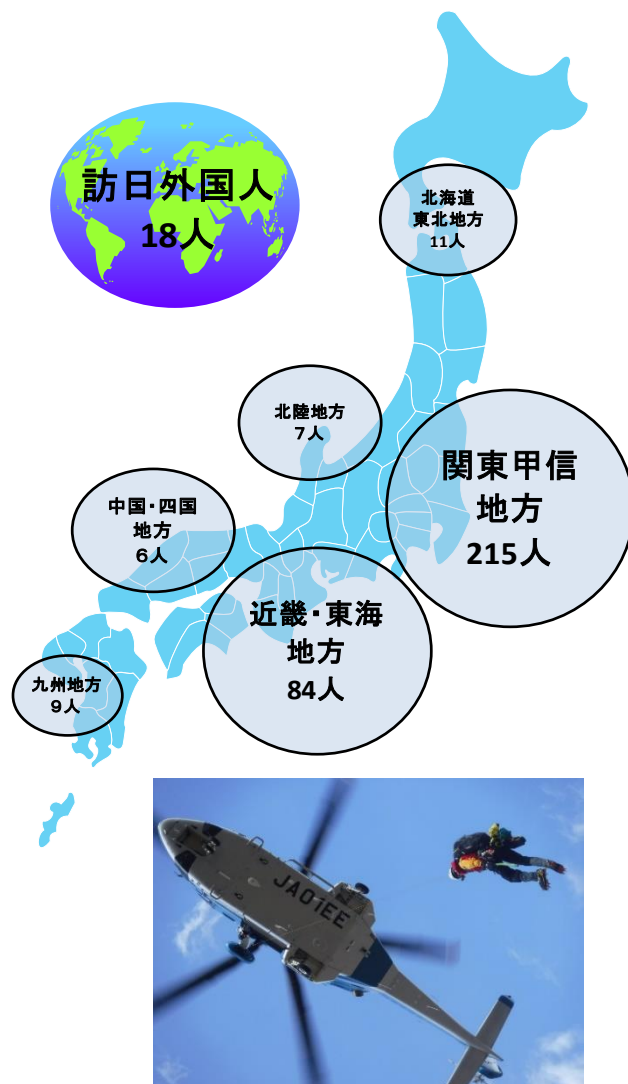 訪日外国人
18人
北海道
東北地方
11人
北陸地方
7人
関東甲信
地方
215人
中国・四国
地方
6人
近畿・東海
地方
84人
九州地方
9人
JA01EE